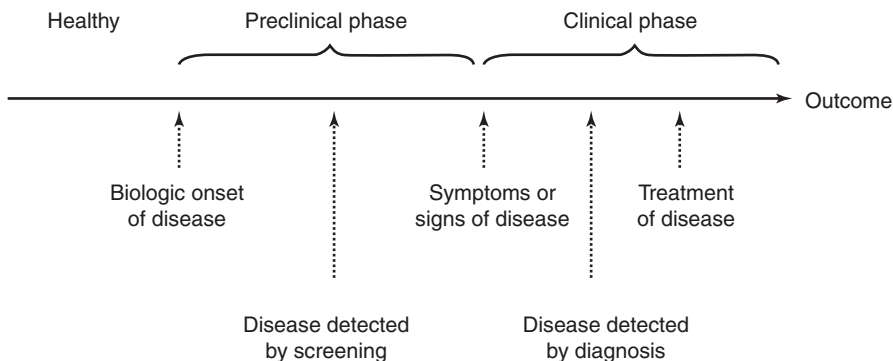 Healthy
Preclinical phase
Clinical phase
Outcome
Biologic onset
of disease
Symptoms or
signs of disease
Treatment
of disease
Disease detected
by screening
Disease detected
by diagnosis